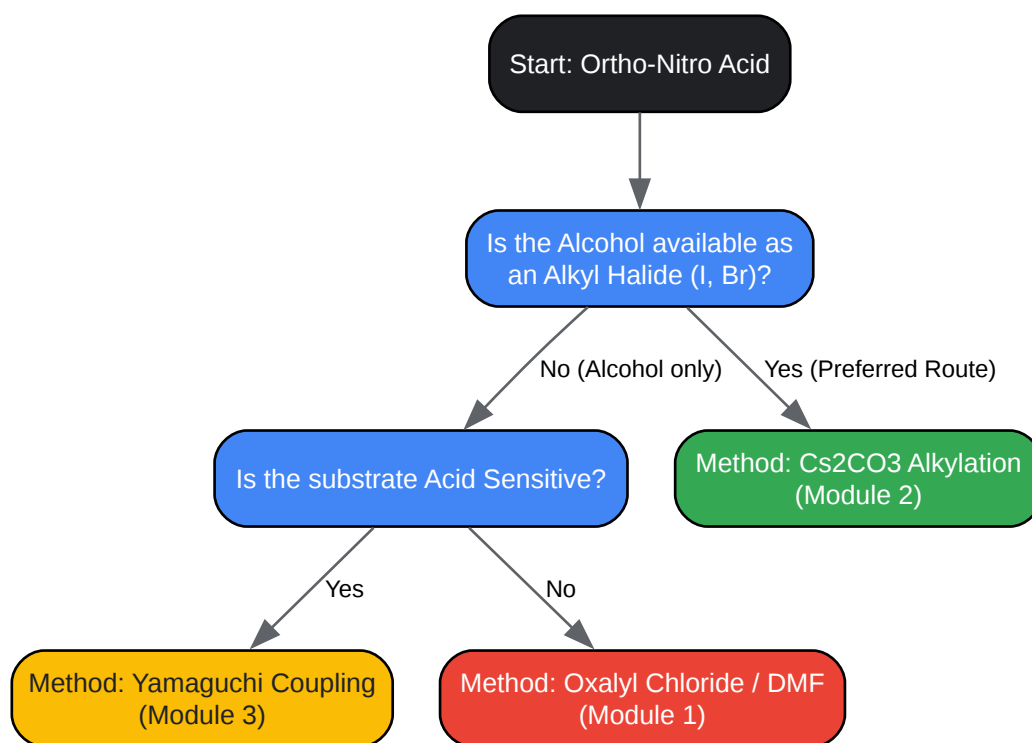 Start: Ortho-Nitro Acid
Is the Alcohol available as
an Alkyl Halide (I, Br)?
No (Alcohol only)
Yes (Preferred Route)
Is the substrate Acid Sensitive?
Method: Cs2CO3 Alkylation
(Module 2)
Yes
No
Method: Yamaguchi Coupling
(Module 3)
Method: Oxalyl Chloride / DMF
(Module 1)